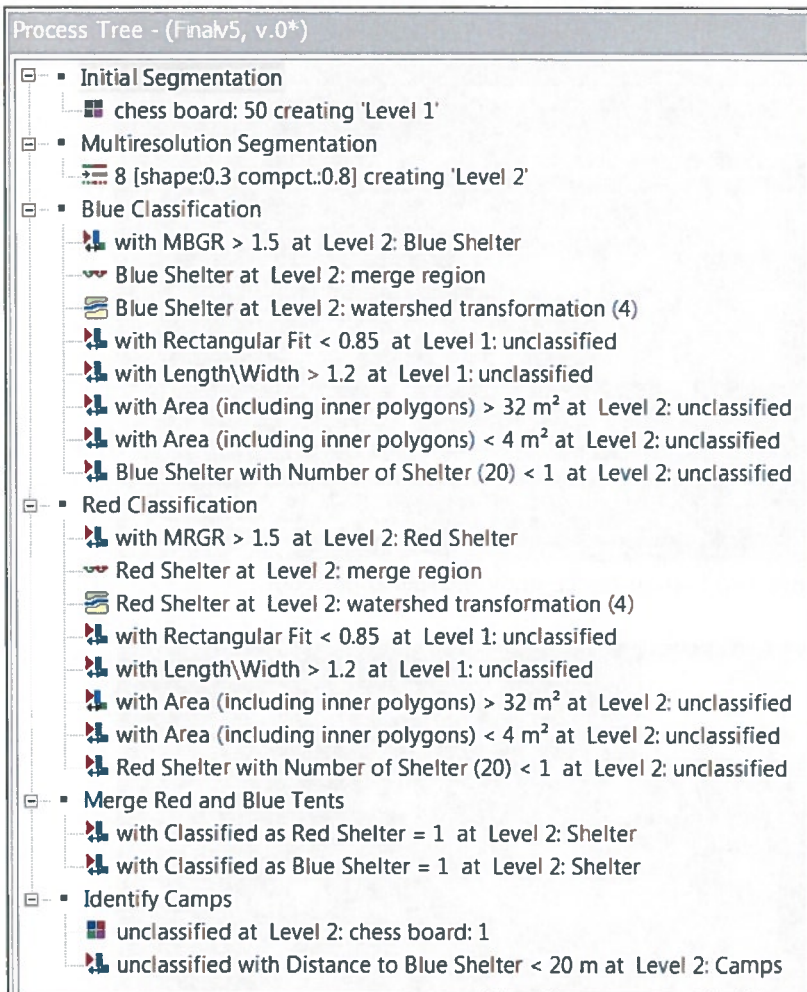 Process Tree - (Finalv5, v.0*)
Initial Segmentation
chess board: 50 creating 'Level 1'
Multiresolution Segmentation
8 [shape:0.3 compct.:0.8] creating 'Level 2'
Blue Classification
with MBGR > 1.5 at Level 2: Blue Shelter
Blue Shelter at Level 2: merge region
Blue Shelter at Level 2: watershed transformation (4)
with Rectangular Fit < 0.85 at Level 1: unclassified
with Length\Width > 1.2 at Level 1: unclassified
with Area (including inner polygons) > 32 m² at Level 2: unclassified
with Area (including inner polygons) < 4 m² at Level 2: unclassified
Blue Shelter with Number of Shelter (20) < 1 at Level 2: unclassified
Red Classification
with MRGR > 1.5 at Level 2: Red Shelter
Red Shelter at Level 2: merge region
Red Shelter at Level 2: watershed transformation (4)
with Rectangular Fit < 0.85 at Level 1: unclassified
with Length\Width > 1.2 at Level 1: unclassified
with Area (including inner polygons) > 32 m² at Level 2: unclassified
with Area (including inner polygons) < 4 m² at Level 2: unclassified
Red Shelter with Number of Shelter (20) < 1 at Level 2: unclassified
Merge Red and Blue Tents
with Classified as Red Shelter = 1 at Level 2: Shelter
with Classified as Blue Shelter = 1 at Level 2: Shelter
Identify Camps
unclassified at Level 2: chess board: 1
unclassified with Distance to Blue Shelter < 20 m at Level 2: Camps